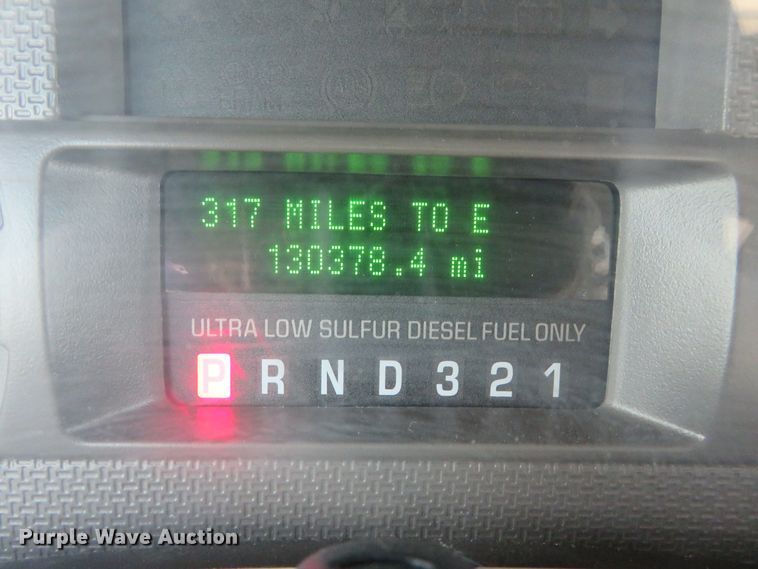 317 MILES TO E
130378.4 mi
ULTRA LOW SULFUR DIESEL FUEL ONLY
P R N D 3 2 1
Purple Wave Auction